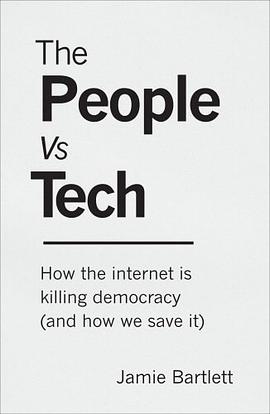 The
People
Vs
Tech
How the internet is
killing democracy
(and how we save it)
Jamie Bartlett